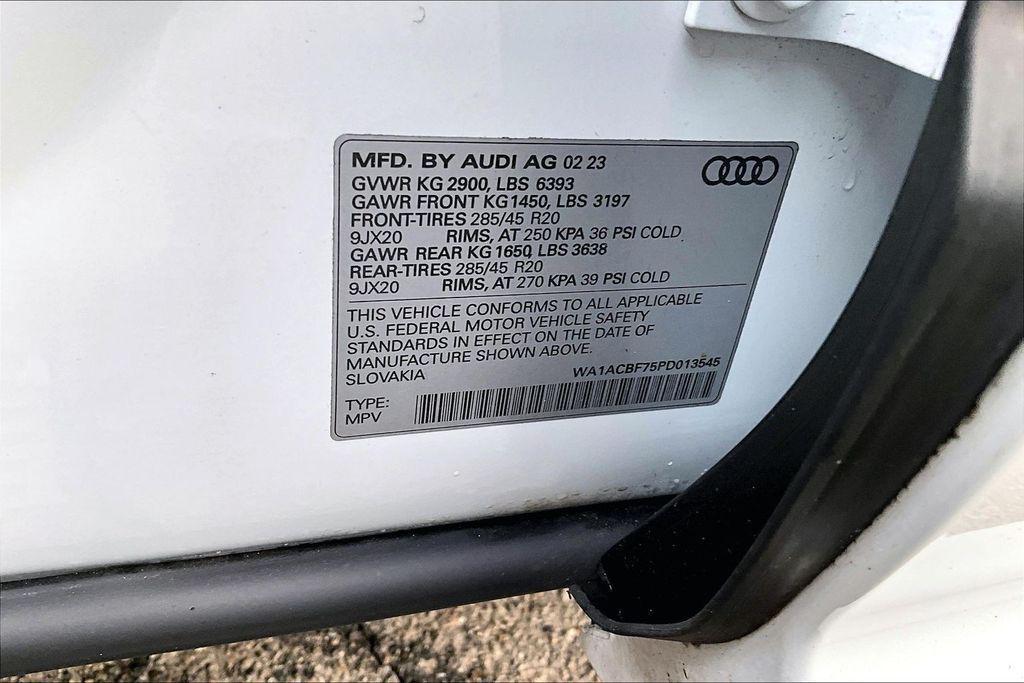 MFD. BY AUDI AG 02 23
GVWR KG 2900, LBS 6393
GAWR FRONT KG1450, LBS 3197
FRONT-TIRES 285/45 R20
9JX20 RIMS, AT 250 KPA 36 PSI COLD
GAWR REAR KG 1650, LBS 3638
REAR-TIRES 285/45 R20
9JX20 RIMS, AT 270 KPA 39 PSI COLD
THIS VEHICLE CONFORMS TO ALL APPLICABLE
U.S. FEDERAL MOTOR VEHICLE SAFETY
STANDARDS IN EFFECT ON THE DATE OF
MANUFACTURE SHOWN ABOVE.
SLOVAKIA WA1ACBF75PD013545
TYPE:
MPV